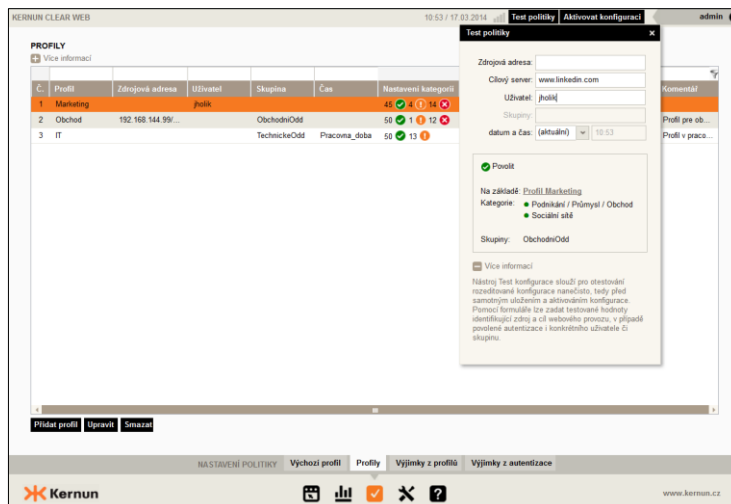 KERNUN CLEAR WEB
10:53 / 17.03.2014
Test politiky
Aktivovat konfiguraci
admin
PROFILY
Více informací
Č. Profil Zdrojová adresa Uživatel Skupina Čas Nastavení kategorií Komentář
1 Marketing jholik 45 4 14
2 Obchod 192.168.144.99/... ObchodniOdd 50 1 12 Profil pre ob...
3 IT TechnickeOdd Pracovna_doba 50 13 Profil v praca...
Test politiky ×
Zdrojová adresa:
Cílový server: www.linkedin.com
Uživatel: jholik
Skupiny:
datum a čas: (aktuální) 10:53
Povolit
Na základě: Profil Marketing
Kategorie: • Podnikání / Průmysl / Obchod
• Sociální sítě
Skupiny: ObchodniOdd
Více informací
Nástroj Test konfigurace slouží pro otestování
rozeditované konfigurace nanečisto, tedy před
samotným uložením a aktivováním konfigurace.
Pomocí formuláře lze zadat testované hodnoty
identifikující zdroj a cíl webového provozu, v případě
povolené autentizace i konkrétního uživatele či
skupinu.
Přidat profil Upravit Smazat
NASTAVENÍ POLITIKY Výchozí profil Profily Výjimky z profilů Výjimky z autentizace
Kernun
www.kernun.cz